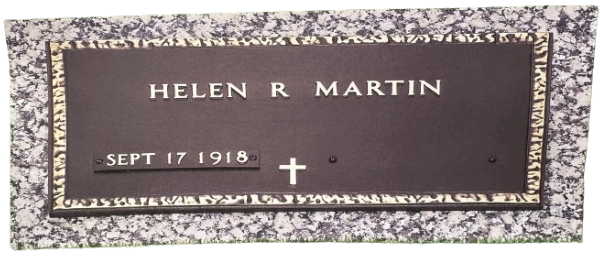 HELEN R MARTIN
SEPT 17 1918